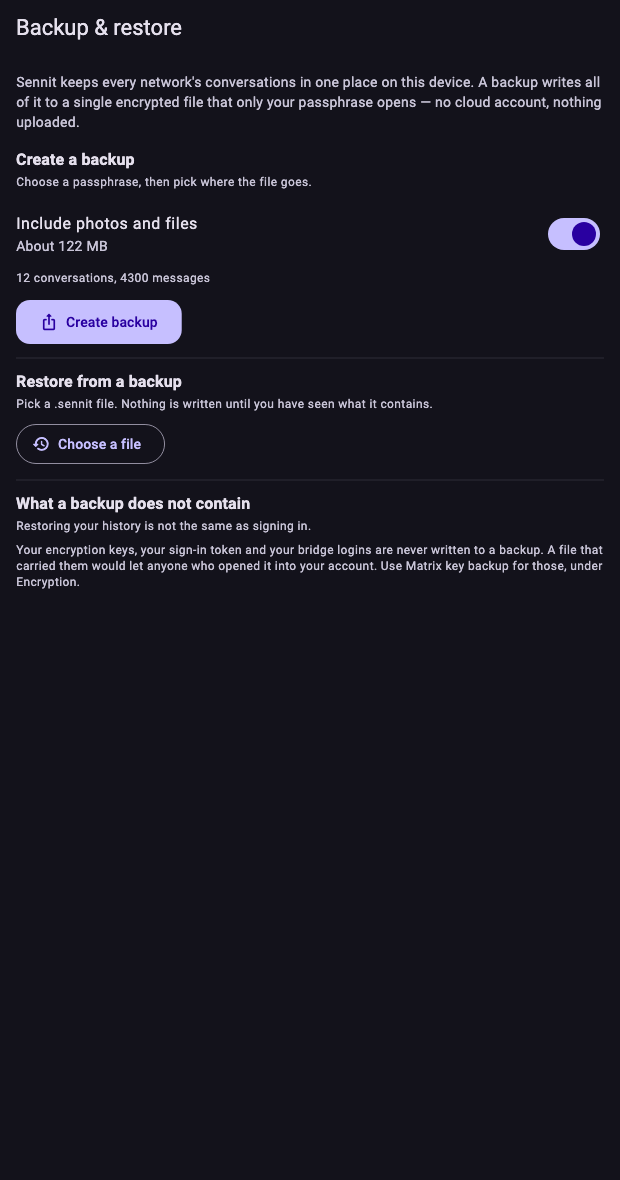 Backup & restore
Sennit keeps every network's conversations in one place on this device. A backup writes all
of it to a single encrypted file that only your passphrase opens — no cloud account, nothing
uploaded.
Create a backup
Choose a passphrase, then pick where the file goes.
Include photos and files
About 122 MB
12 conversations, 4300 messages
Create backup
Restore from a backup
Pick a .sennit file. Nothing is written until you have seen what it contains.
Choose a file
What a backup does not contain
Restoring your history is not the same as signing in.
Your encryption keys, your sign-in token and your bridge logins are never written to a backup. A file that
carried them would let anyone who opened it into your account. Use Matrix key backup for those, under
Encryption.